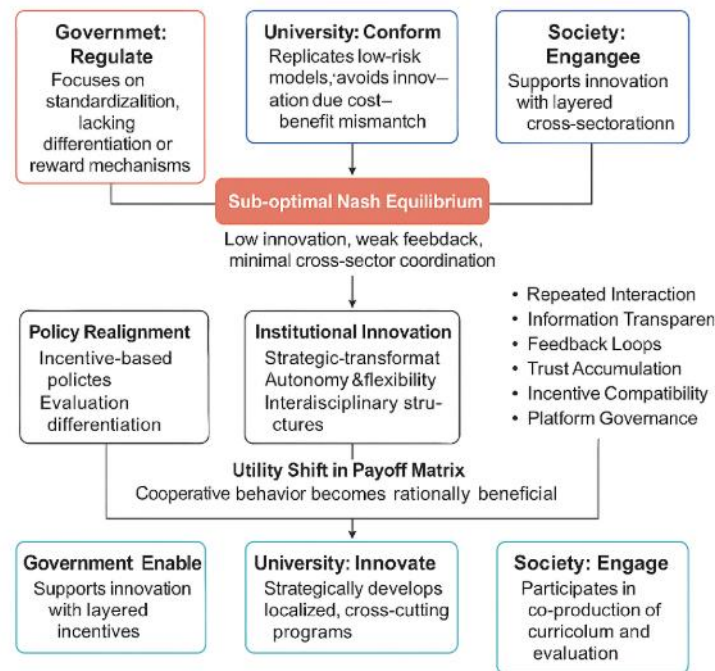 Governmet:
Regulate
Focuses on
standardizalition,
lacking
differentiation or
reward mechanisms
University: Conform
Replicates low-risk
models,·avoids innov—
ation due cost—
benefit mismantch
Society:
Engangee
Supports innovation
with layered
cross-sectorationn
Sub-optimal Nash Equilibrium
Low innovation, weak feebdack,
minimal cross-sector coordination
Policy Realignment
Incentive-based
polictes
Evaluation
differentiation
Institutional Innovation
Strategic-transformat
Autonomy &flexibility
Interdisciplinary stru-
ctures
• Repeated Interaction
• Information Transparen
• Feedback Loops
• Trust Accumulation
• Incentive Compatibility
• Platform Governance
Utility Shift in Payoff Matrix
Cooperative behavior becomes rationally beneficial
Government Enable
Supports innovation
with layered
incentives
University: Innovate
Strategically develops
localized, cross-cutting
programs
Society: Engage
Participates in
co-production of
curricolum and
evaluation